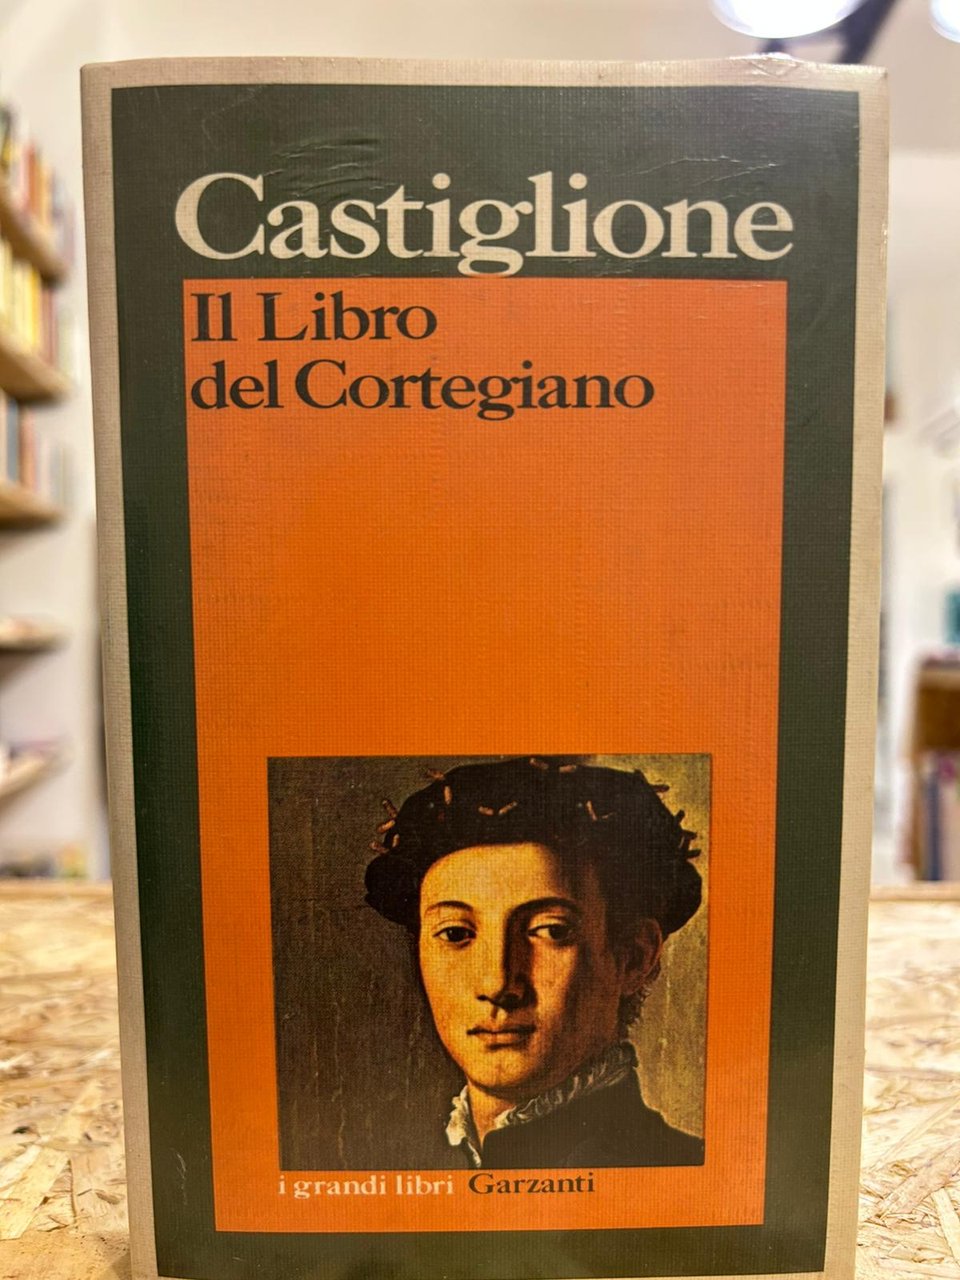 Castiglione
Il Libro
del Cortegiano
i grandi libri Garzanti